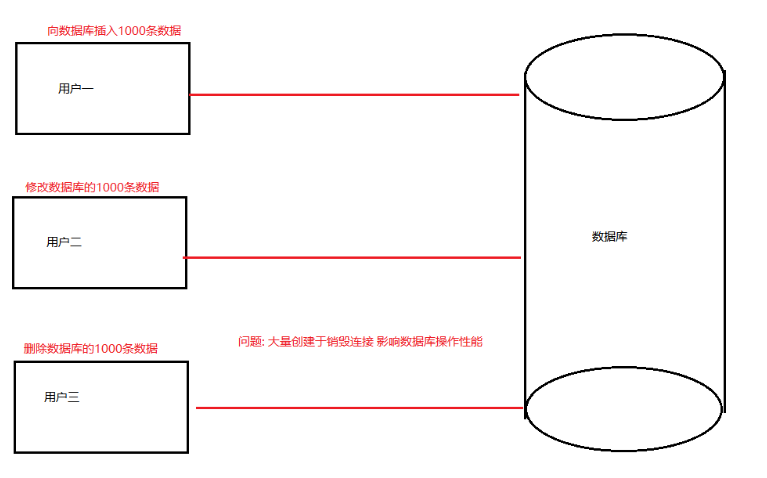 向数据库插入1000条数据
用户一
修改数据库的1000条数据
用户二
数据库
问题: 大量创建于销毁连接 影响数据库操作性能
删除数据库的1000条数据
用户三